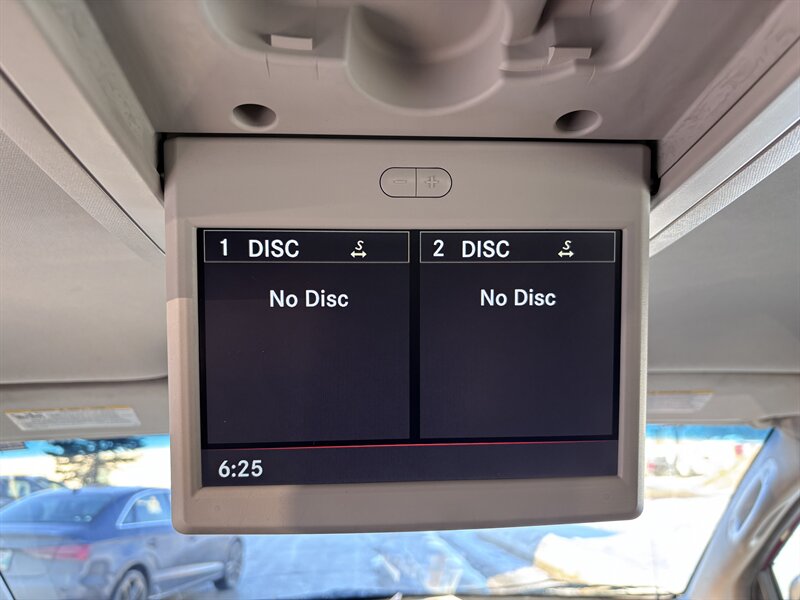 − +
1 DISC S
2 DISC S
No Disc
No Disc
6:25